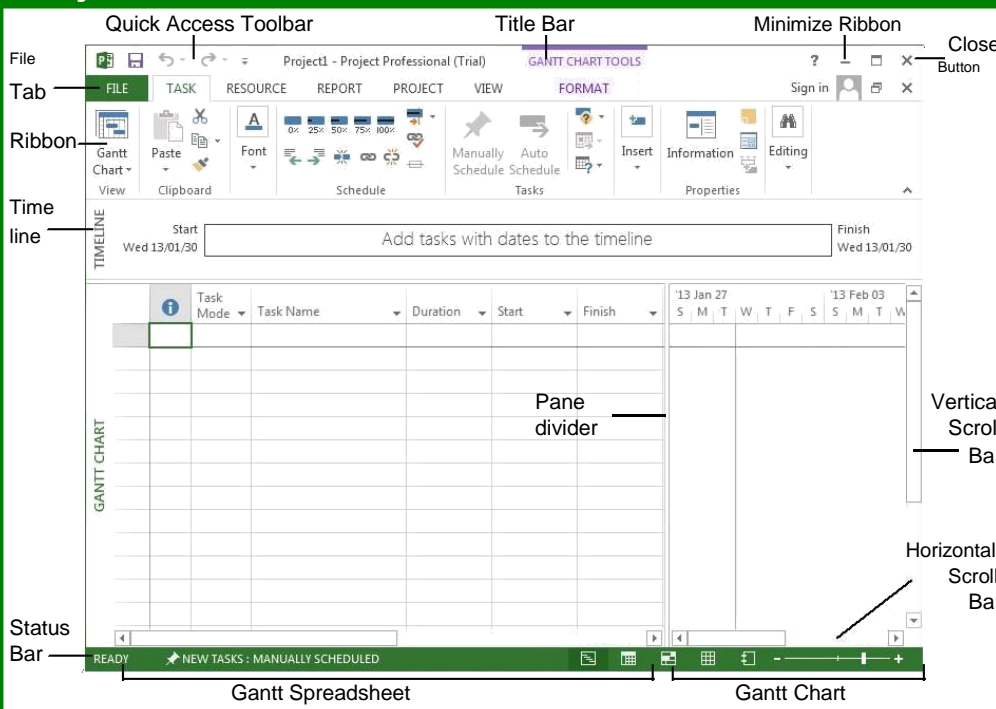 Quick Access Toolbar
Title Bar
Minimize Ribbon
Close
Button
File
Tab
Ribbon
Time
line
Project1 - Project Professional (Trial)
GANTT CHART TOOLS
?
FILE TASK RESOURCE REPORT PROJECT VIEW FORMAT
Sign in
Gantt
Chart
Paste
Font
0% 25% 50% 75% 100%
Manually
Schedule
Auto
Schedule
Insert
Information
Editing
View Clipboard Schedule Tasks Properties
TIMELINE
Start
Wed 13/01/30
Add tasks with dates to the timeline
Finish
Wed 13/01/30
Task
Mode
Task Name
Duration
Start
Finish
'13 Jan 27
'13 Feb 03
S M T W T F S S M T W
GANTT CHART
Pane
divider
Vertica
Scroll
Ba
Horizontal
Scroll
Ba
Status
Bar
READY
NEW TASKS : MANUALLY SCHEDULED
Gantt Spreadsheet
Gantt Chart